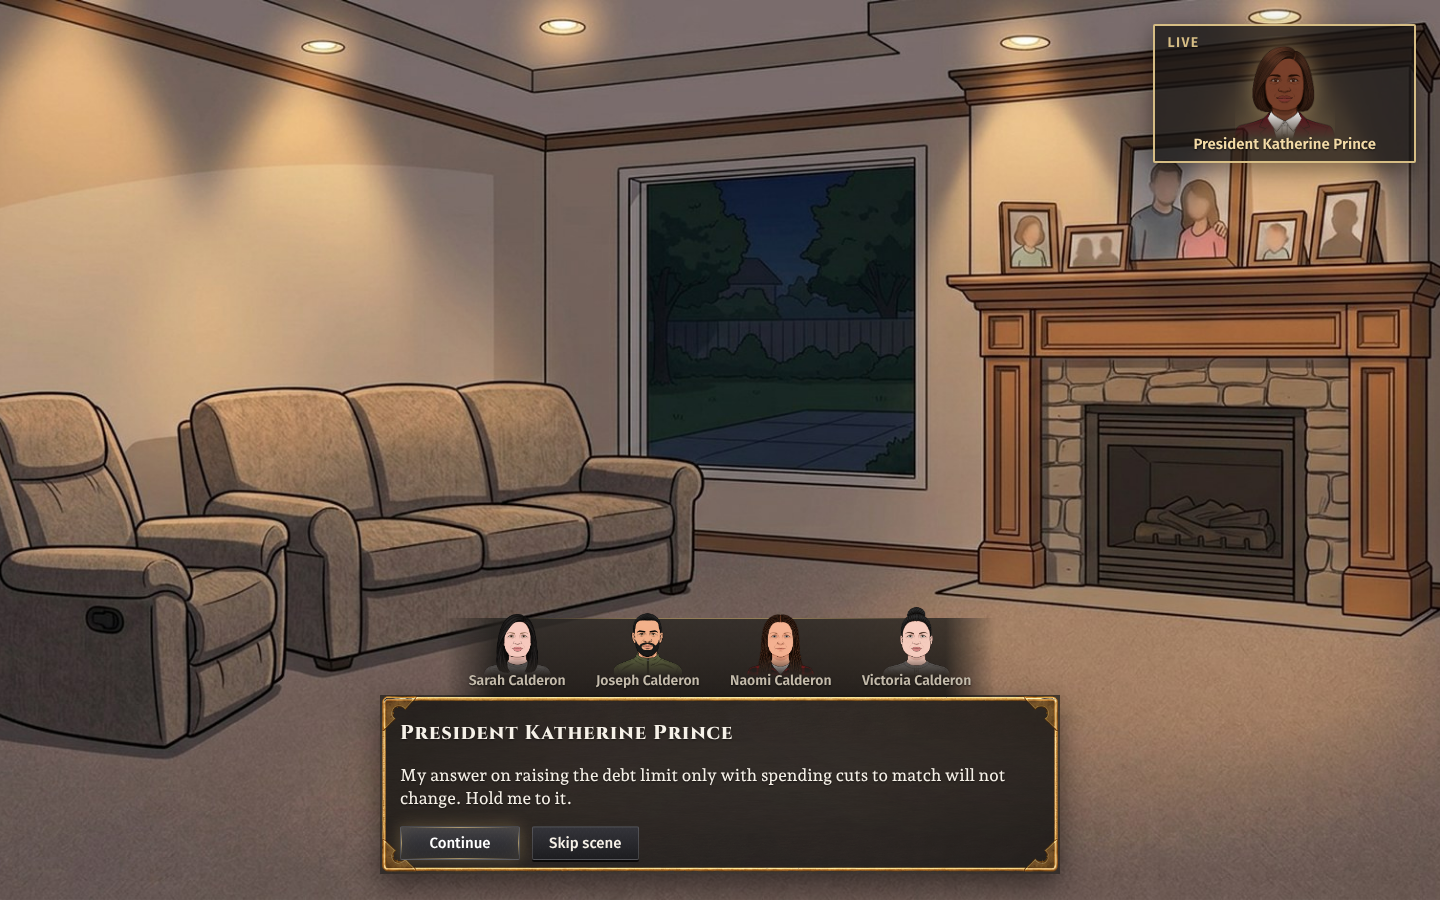 LIVE
President Katherine Prince
Sarah Calderon
Joseph Calderon
Naomi Calderon
Victoria Calderon
President Katherine Prince
My answer on raising the debt limit only with spending cuts to match will not
change. Hold me to it.
Continue
Skip scene